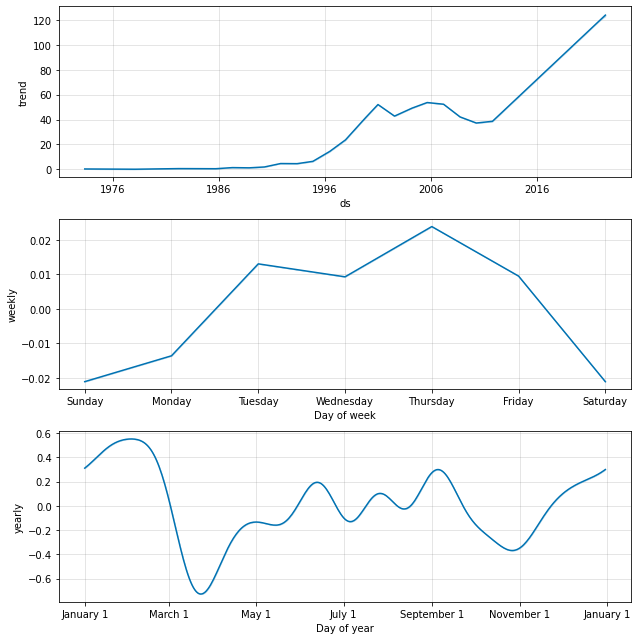 120
100
80
60
40
20
0
trend
1976 1986 1996 2006 2016
ds
0.02
0.01
0.00
−0.01
−0.02
weekly
Sunday Monday Tuesday Wednesday Thursday Friday Saturday
Day of week
0.6
0.4
0.2
0.0
−0.2
−0.4
−0.6
yearly
January 1 March 1 May 1 July 1 September 1 November 1 January 1
Day of year